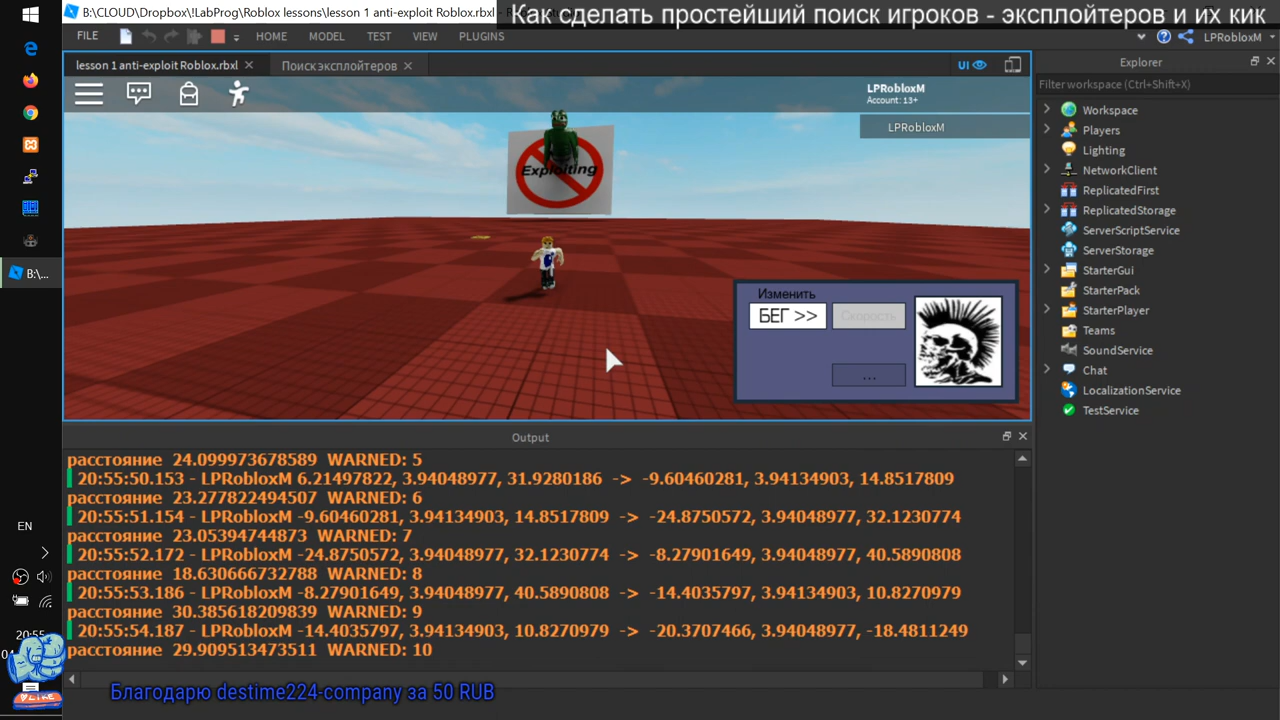 B:\CLOUD\Dropbox\!LabProg\Roblox lessons\lesson 1 anti-exploit Roblox.rbxl
Как сделать простейший поиск игроков - эксплойтеров и их кик
FILE
HOME
MODEL
TEST
VIEW
PLUGINS
LPRobloxM
lesson 1 anti-exploit Roblox.rbxl
Поиск эксплойтеров
UI
Explorer
Filter workspace (Ctrl+Shift+X)
LPRobloxM
Account: 13+
LPRobloxM
Exploiting
Изменить
БЕГ >>
Скорость
...
Workspace
Players
Lighting
NetworkClient
ReplicatedFirst
ReplicatedStorage
ServerScriptService
ServerStorage
StarterGui
StarterPack
StarterPlayer
Teams
SoundService
Chat
LocalizationService
TestService
B:\...
Output
расстояние 24.099973678589 WARNED: 5
20:55:50.153 - LPRobloxM 6.21497822, 3.94048977, 31.9280186 -> -9.60460281, 3.94134903, 14.8517809
расстояние 23.277822494507 WARNED: 6
20:55:51.154 - LPRobloxM -9.60460281, 3.94134903, 14.8517809 -> -24.8750572, 3.94048977, 32.1230774
расстояние 23.05394744873 WARNED: 7
20:55:52.172 - LPRobloxM -24.8750572, 3.94048977, 32.1230774 -> -8.27901649, 3.94048977, 40.5890808
расстояние 18.630666732788 WARNED: 8
20:55:53.186 - LPRobloxM -8.27901649, 3.94048977, 40.5890808 -> -14.4035797, 3.94134903, 10.8270979
расстояние 30.385618209839 WARNED: 9
20:55:54.187 - LPRobloxM -14.4035797, 3.94134903, 10.8270979 -> -20.3707466, 3.94048977, -18.4811249
расстояние 29.909513473511 WARNED: 10
EN
20:55
LIKE
Благодарю destime224-company за 50 RUB